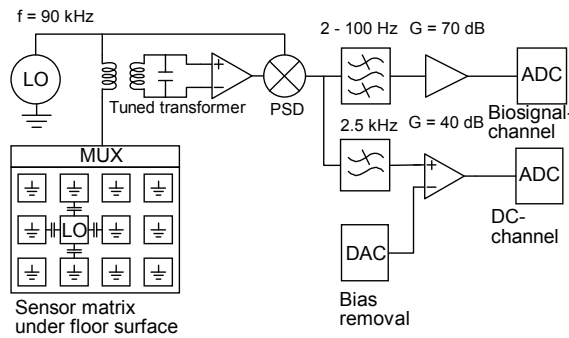 f = 90 kHz
LO
Tuned transformer
PSD
2 - 100 Hz G = 70 dB
ADC
Biosignal-
channel
2.5 kHz G = 40 dB
ADC
DC-
channel
DAC
Bias
removal
MUX
LO
Sensor matrix
under floor surface